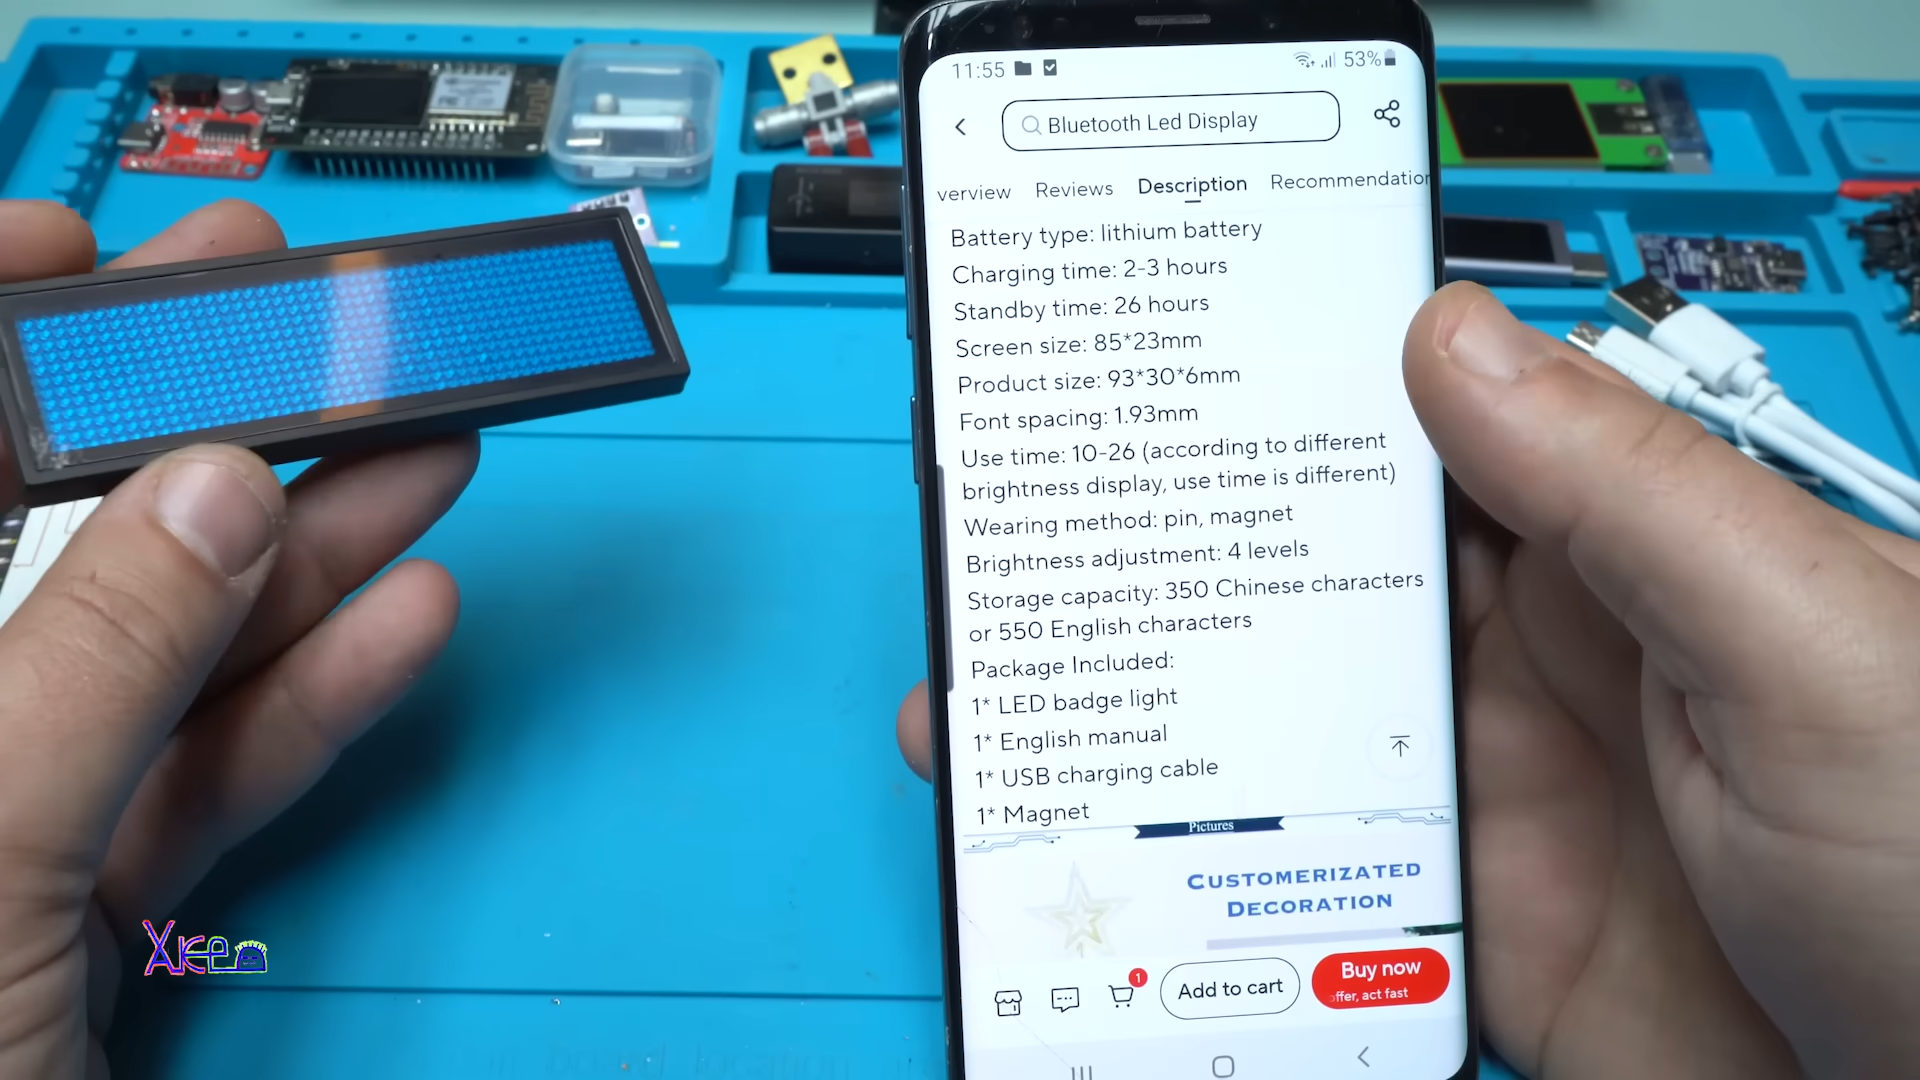 11:55
53%
Bluetooth Led Display
verview Reviews Description Recommendation
Battery type: lithium battery
Charging time: 2-3 hours
Standby time: 26 hours
Screen size: 85*23mm
Product size: 93*30*6mm
Font spacing: 1.93mm
Use time: 10-26 (according to different
brightness display, use time is different)
Wearing method: pin, magnet
Brightness adjustment: 4 levels
Storage capacity: 350 Chinese characters
or 550 English characters
Package Included:
1* LED badge light
1* English manual
1* USB charging cable
1* Magnet
Pictures
CUSTOMERIZATED
DECORATION
1
Add to cart
Buy now
offer, act fast